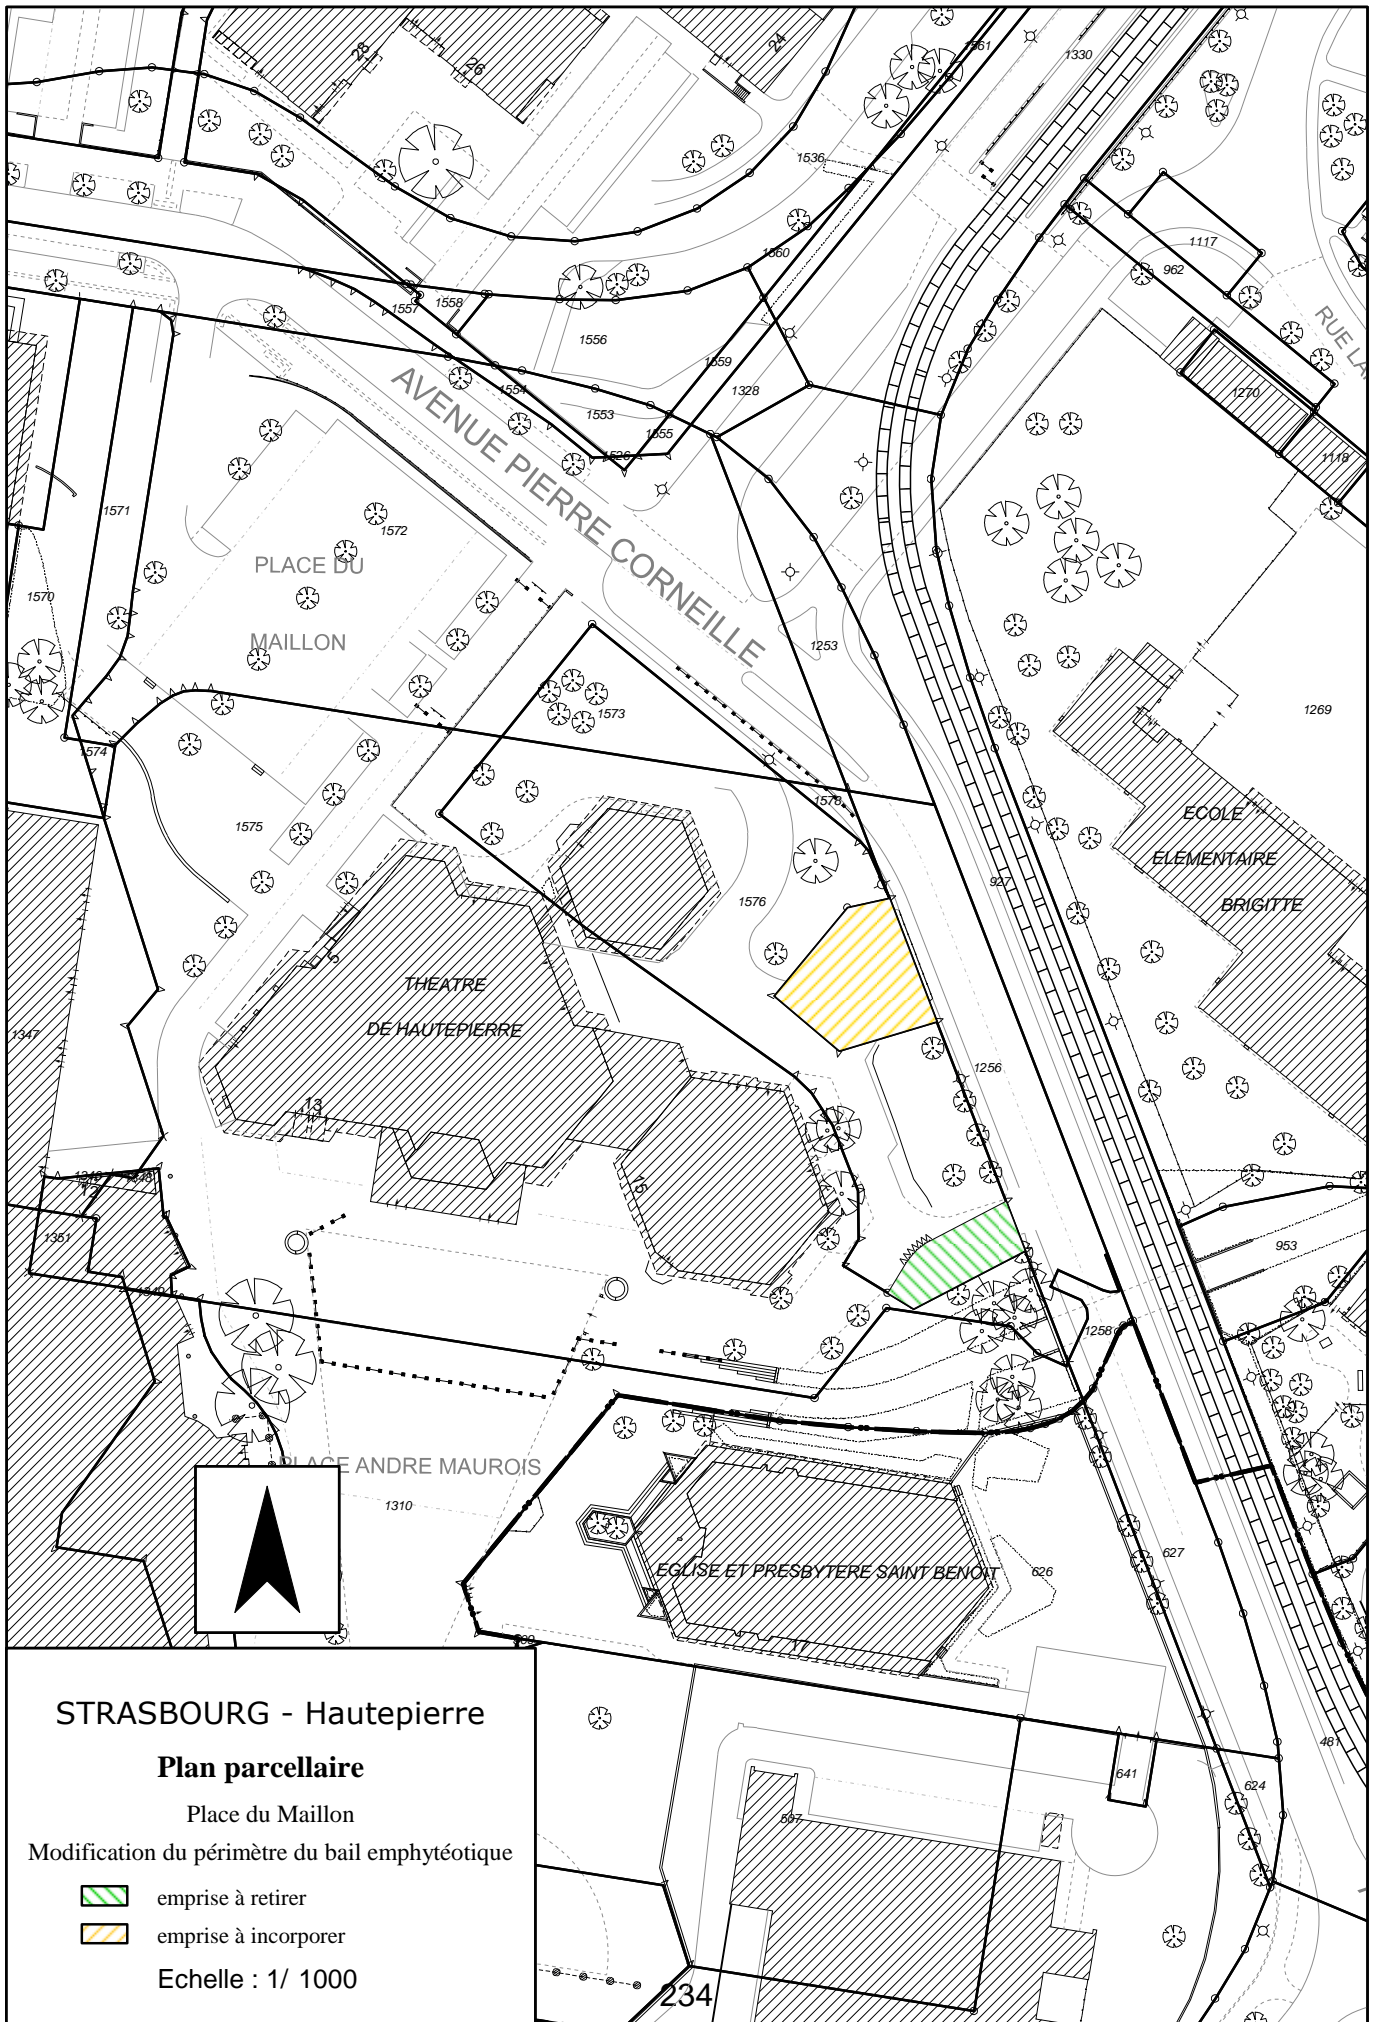 28
26
24
1561
1330
1536
1117
962
1560
1557
1558
1556
RUE LA
1559
1328
1554
1553
1555
1526
1270
1118
AVENUE PIERRE CORNEILLE
1571
1572
PLACE DU
MAILLON
1570
1253
1573
1269
1574
1578
1575
ECOLE
ELEMENTAIRE
BRIGITTE
927
1576
5
THEATRE
DE HAUTEPIERRE
1347
1256
13
15
1351
953
1258
PLACE ANDRE MAUROIS
1310
EGLISE ET PRESBYTERE SAINT BENOIT
626
627
17
481
641
624
507
234
STRASBOURG - Hautepierre
Plan parcellaire
Place du Maillon
Modification du périmètre du bail emphytéotique
emprise à retirer
emprise à incorporer
Echelle : 1/ 1000